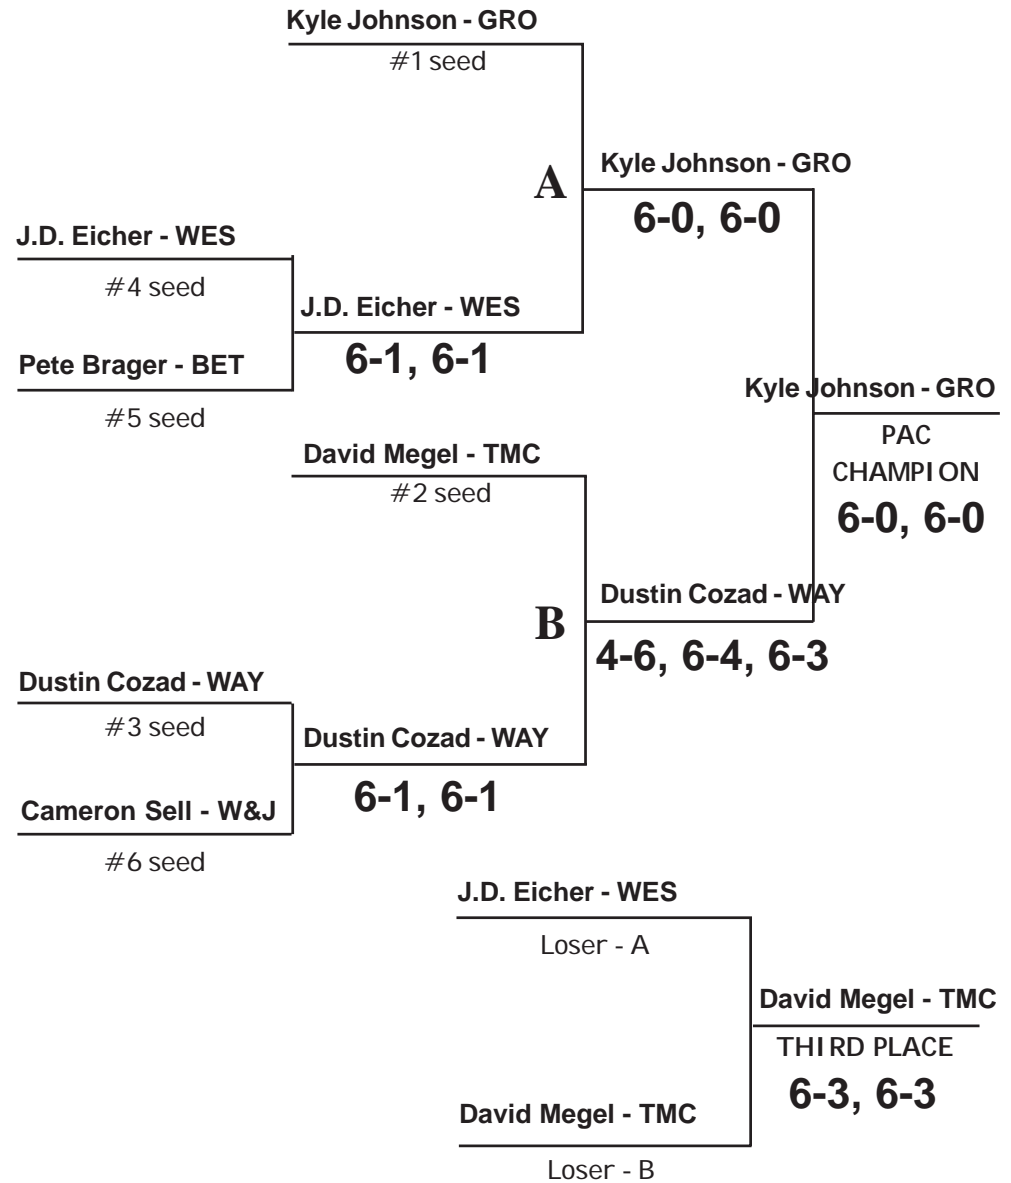 Kyle Johnson - GRO
#1 seed
A
Kyle Johnson - GRO
6-0, 6-0
J.D. Eicher - WES
#4 seed
J.D. Eicher - WES
6-1, 6-1
Pete Brager - BET
#5 seed
Kyle Johnson - GRO
PAC
CHAMPION
6-0, 6-0
David Megel - TMC
#2 seed
B
Dustin Cozad - WAY
4-6, 6-4, 6-3
Dustin Cozad - WAY
#3 seed
Dustin Cozad - WAY
6-1, 6-1
Cameron Sell - W&J
#6 seed
J.D. Eicher - WES
Loser - A
David Megel - TMC
THIRD PLACE
6-3, 6-3
David Megel - TMC
Loser - B